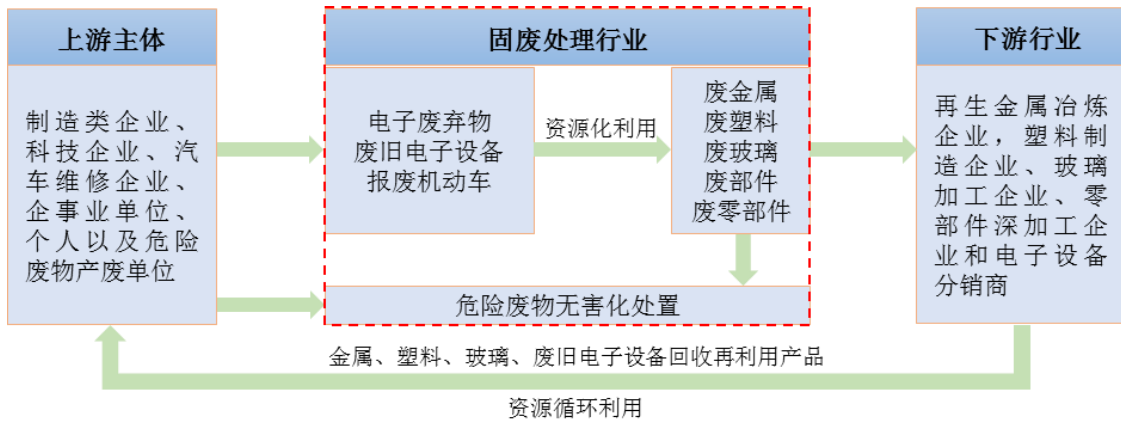 上游主体
制造类企业、
科技企业、汽
车维修企业、
企事业单位、
个人以及危险
废物产废单位
固废处理行业
电子废弃物
废旧电子设备
报废机动车
资源化利用
废金属
废塑料
废玻璃
废部件
废零部件
危险废物无害化处置
下游行业
再生金属冶炼
企业，塑料制
造企业、玻璃
加工企业、零
部件深加工企
业和电子设备
分销商
金属、塑料、玻璃、废旧电子设备回收再利用产品
资源循环利用